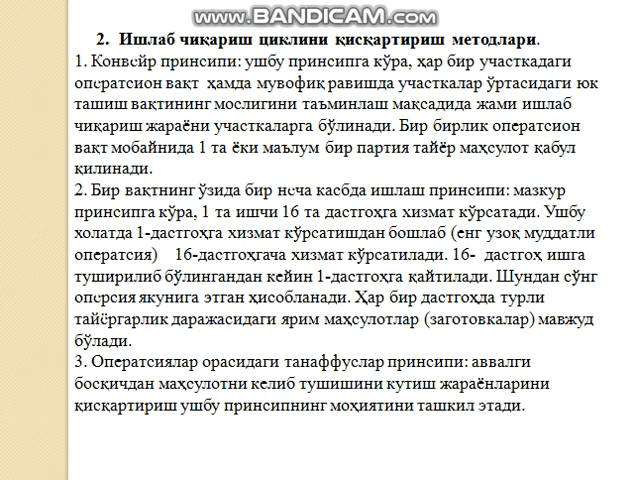 www.BANDICAM.com
2. Ишлаб чиқариш циклини қисқартириш методлари.
1. Конвейр принсипи: ушбу принсипга кўра, ҳар бир участкадаги
оператсион вақт ҳамда мувофиқ равишда участкалар ўртасидаги юк
ташиш вақтининг мослигини таъминлаш мақсадида жами ишлаб
чиқариш жараёни участкаларга бўлинади. Бир бирлик оператсион
вақт мобайнида 1 та ёки маълум бир партия тайёр маҳсулот қабул
қилинади.
2. Бир вақтнинг ўзида бир неча касбда ишлаш принсипи: мазкур
принсипга кўра, 1 та ишчи 16 та дастгоҳга хизмат кўрсатади. Ушбу
холатда 1-дастгоҳга хизмат кўрсатишдан бошлаб (енг узоқ муддатли
оператсия) 16-дастгоҳгача хизмат кўрсатилади. 16- дастгоҳ ишга
туширилиб бўлингандан кейин 1-дастгоҳга қайтилади. Шундан сўнг
оперсия якунига этган ҳисобланади. Ҳар бир дастгоҳда турли
тайёргарлик даражасидаги ярим маҳсулотлар (заготовкалар) мавжуд
бўлади.
3. Оператсиялар орасидаги танаффуслар принсипи: аввалги
босқичдан маҳсулотни келиб тушишини кутиш жараёнларини
қисқартириш ушбу принсипнинг моҳиятини ташкил этади.